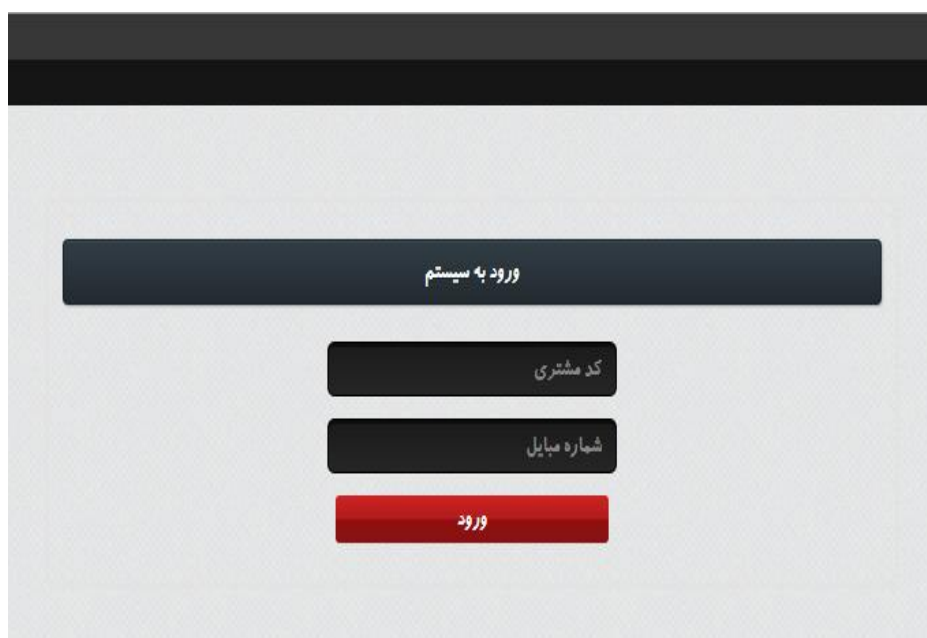 ورود به سیستم
کد مشتری
شماره مبایل
ورود